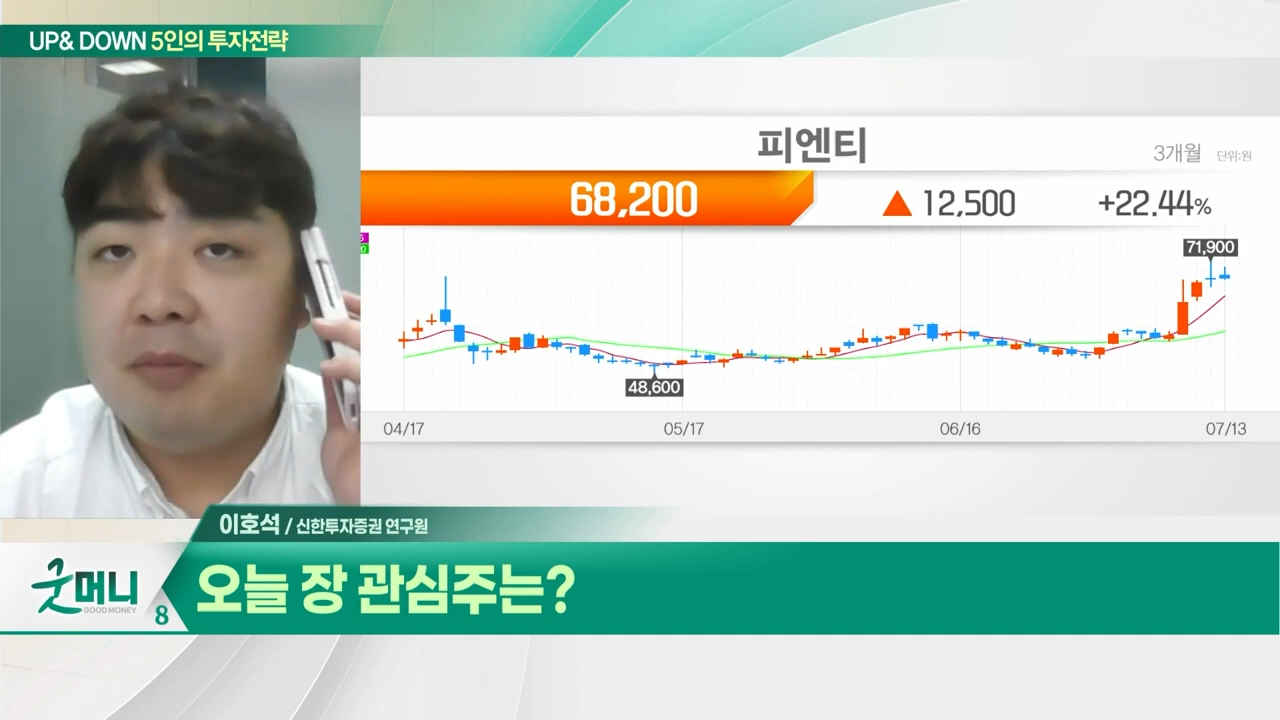 UP& DOWN 5인의 투자전략
피엔티
3개월 단위:원
68,200 ▲ 12,500 +22.44%
71,900
48,600
04/17 05/17 06/16 07/13
이호석 / 신한투자증권 연구원
굿머니
GOOD MONEY
8
오늘 장 관심주는?